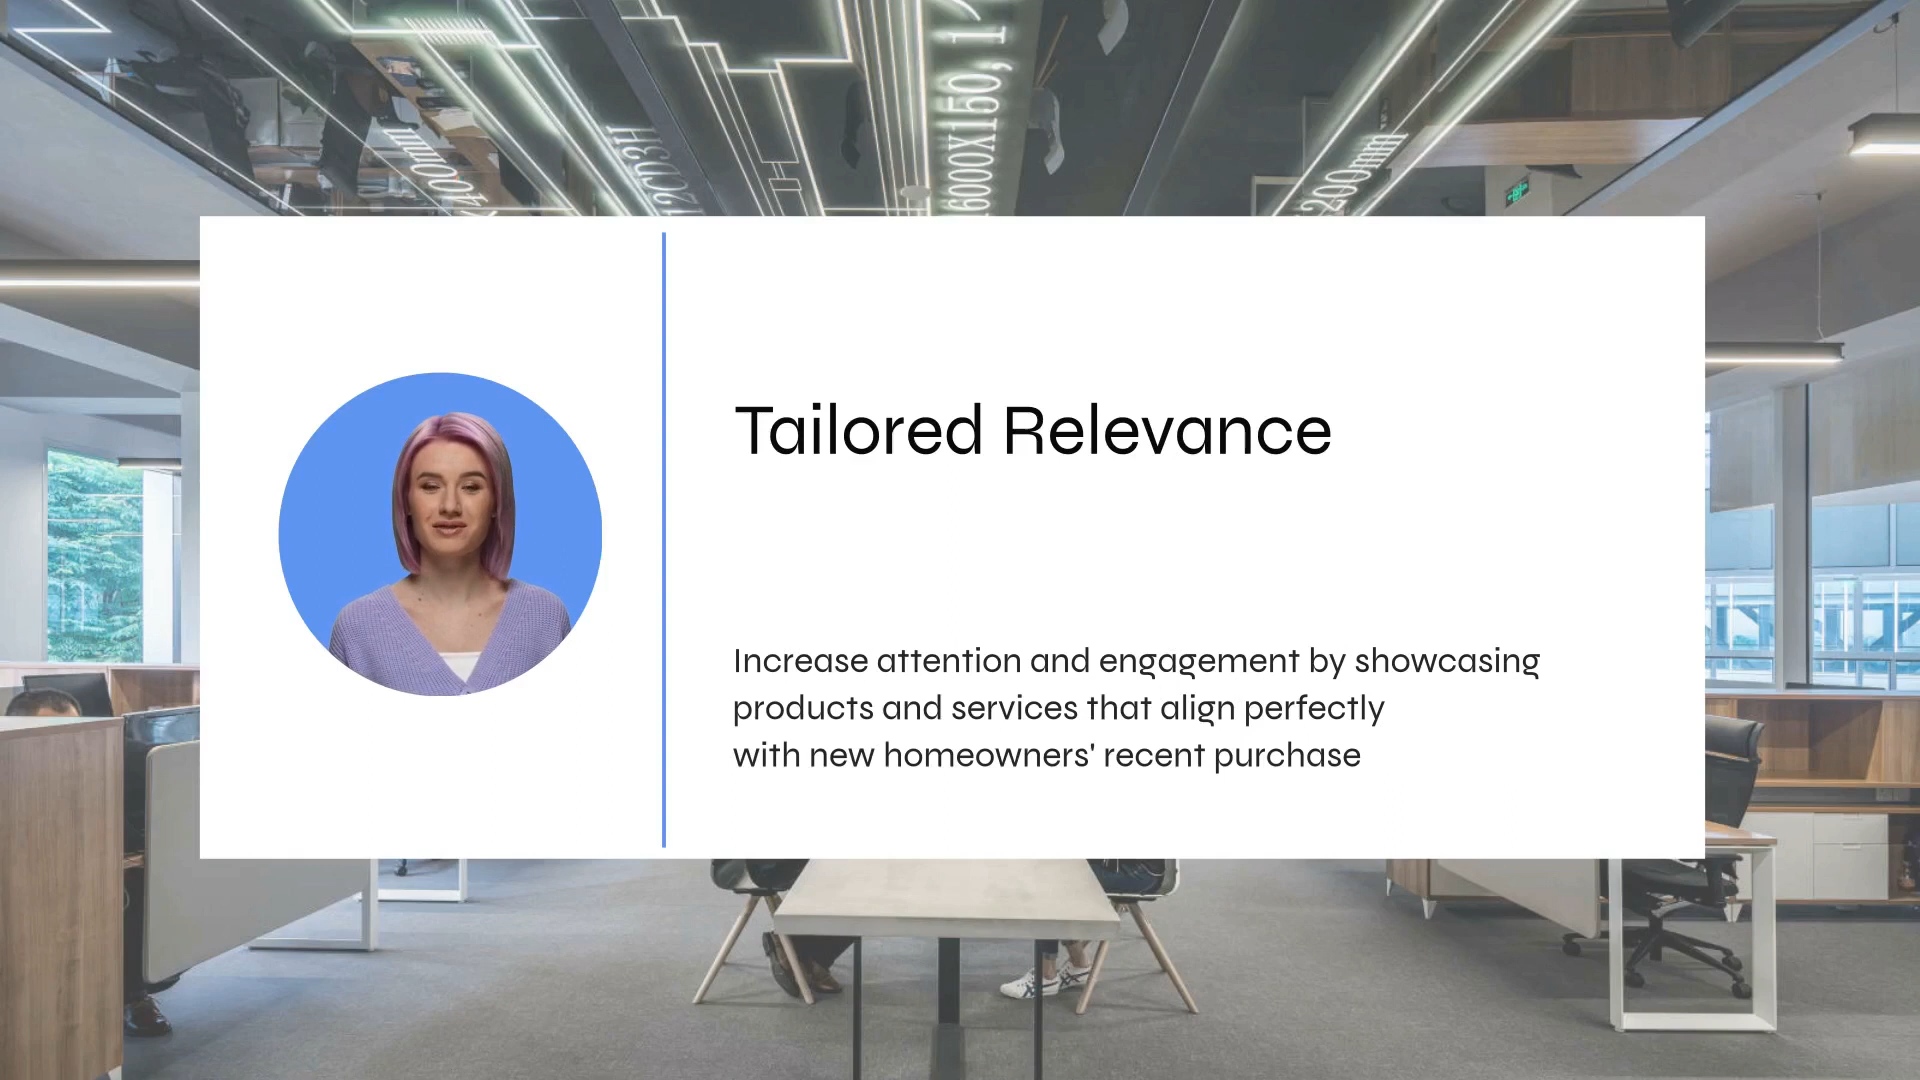 Tailored Relevance
Increase attention and engagement by showcasing
products and services that align perfectly
with new homeowners' recent purchase